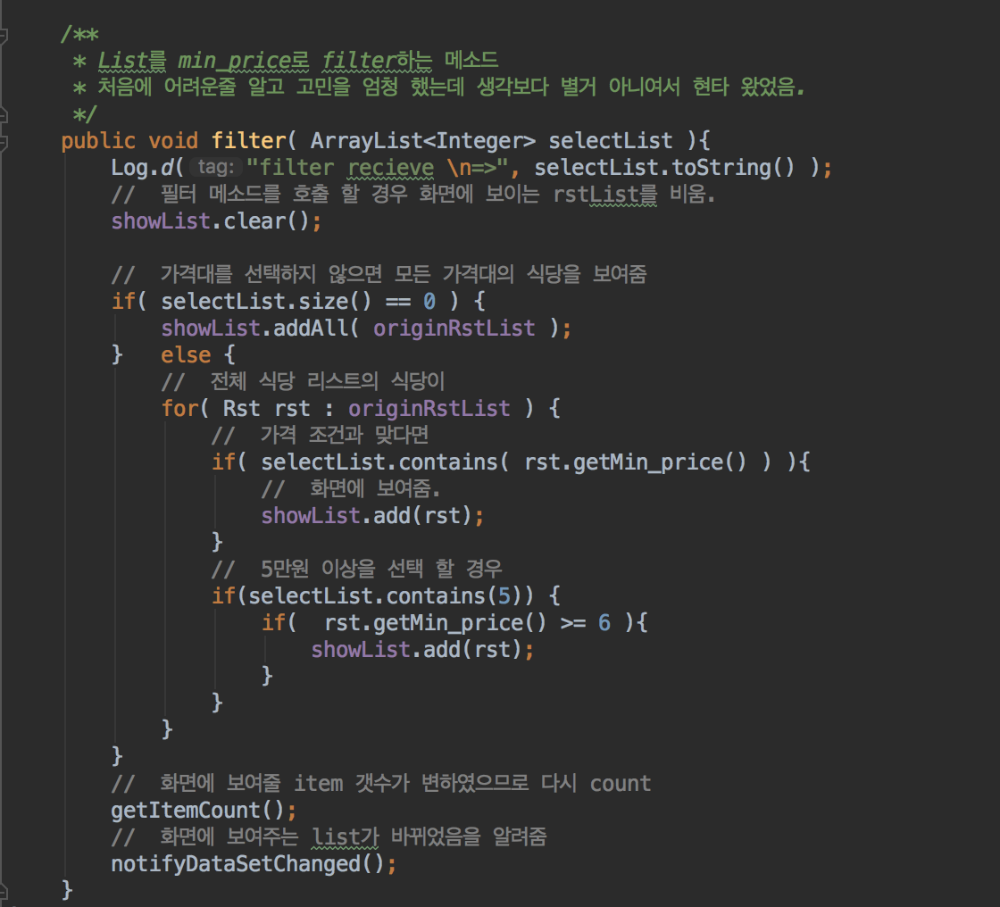 /**
 * List를 min_price로 filter하는 메소드
 * 처음에 어려운줄 알고 고민을 엄청 했는데 생각보다 별거 아니여서 현타 왔었음.
 */
public void filter( ArrayList<Integer> selectList ){
    Log.d( tag: "filter recieve \n=>", selectList.toString() );
    //  필터 메소드를 호출 할 경우 화면에 보이는 rstList를 비움.
    showList.clear();

    //  가격대를 선택하지 않으면 모든 가격대의 식당을 보여줌
    if( selectList.size() == 0 ) {
        showList.addAll( originRstList );
    }   else {
        //  전체 식당 리스트의 식당이
        for( Rst rst : originRstList ) {
            //  가격 조건과 맞다면
            if( selectList.contains( rst.getMin_price() ) ){
                //  화면에 보여줌.
                showList.add(rst);
            }
            //  5만원 이상을 선택 할 경우
            if(selectList.contains(5)) {
                if(  rst.getMin_price() >= 6 ){
                    showList.add(rst);
                }
            }
        }
    }
    //  화면에 보여줄 item 갯수가 변하였으므로 다시 count
    getItemCount();
    //  화면에 보여주는 list가 바뀌었음을 알려줌
    notifyDataSetChanged();
}